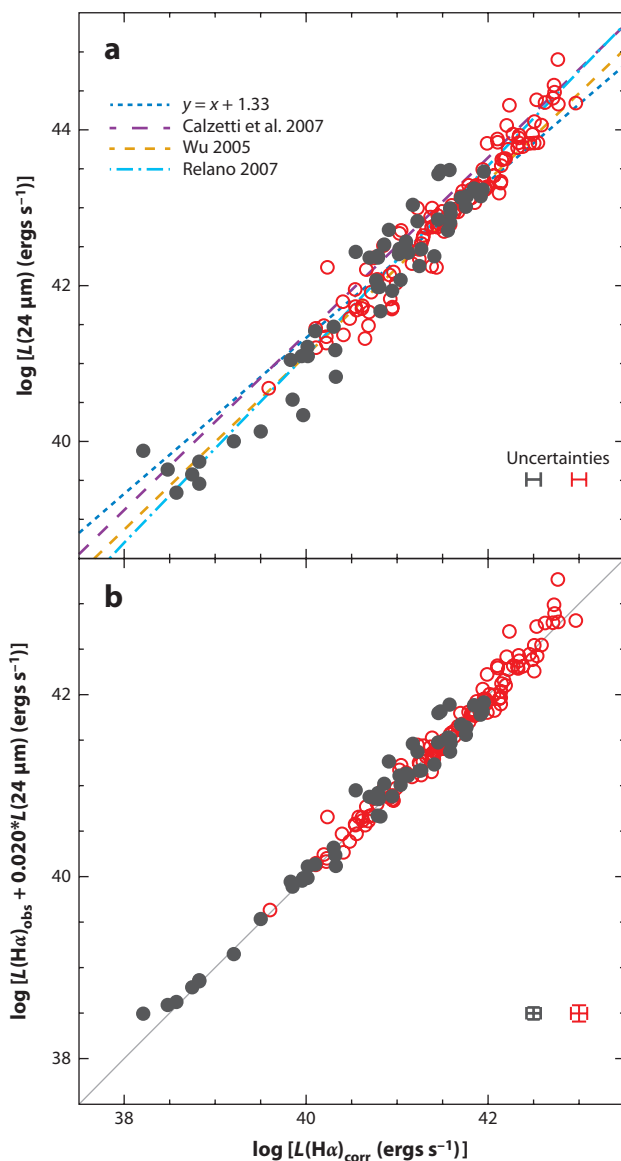 a
y = x + 1.33
Calzetti et al. 2007
Wu 2005
Relano 2007
44
42
40
log [L(24 µm) (ergs s⁻¹)]
Uncertainties
b
42
40
38
log [L(Hα)obs + 0.020*L(24 µm) (ergs s⁻¹)]
38 40 42
log [L(Hα)corr (ergs s⁻¹)]